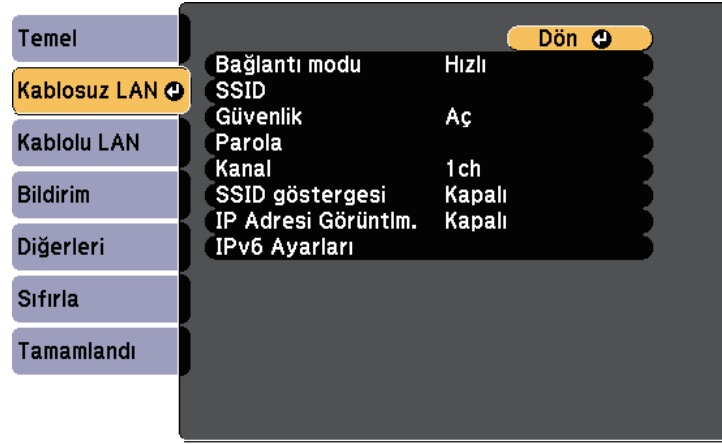 Temel
Kablosuz LAN
Kablolu LAN
Bildirim
Diğerleri
Sıfırla
Tamamlandı
Dön
Bağlantı modu Hızlı
SSID
Güvenlik Aç
Parola
Kanal 1ch
SSID göstergesi Kapalı
IP Adresi Görüntlm. Kapalı
IPv6 Ayarları